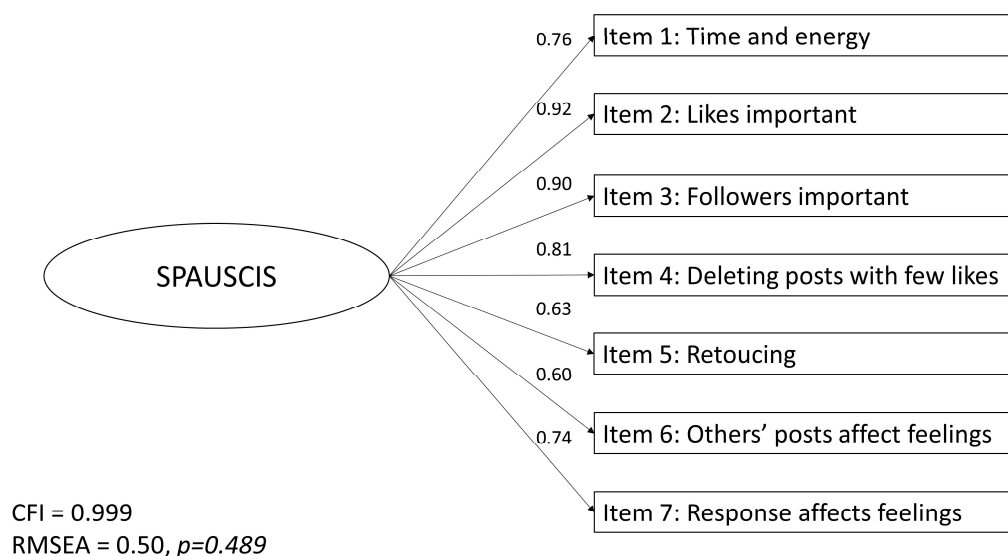 0.76
Item 1: Time and energy
0.92
Item 2: Likes important
0.90
Item 3: Followers important
0.81
Item 4: Deleting posts with few likes
SPAUSCIS
0.63
Item 5: Retoucing
0.60
Item 6: Others’ posts affect feelings
0.74
Item 7: Response affects feelings
CFI = 0.999
RMSEA = 0.50, p=0.489